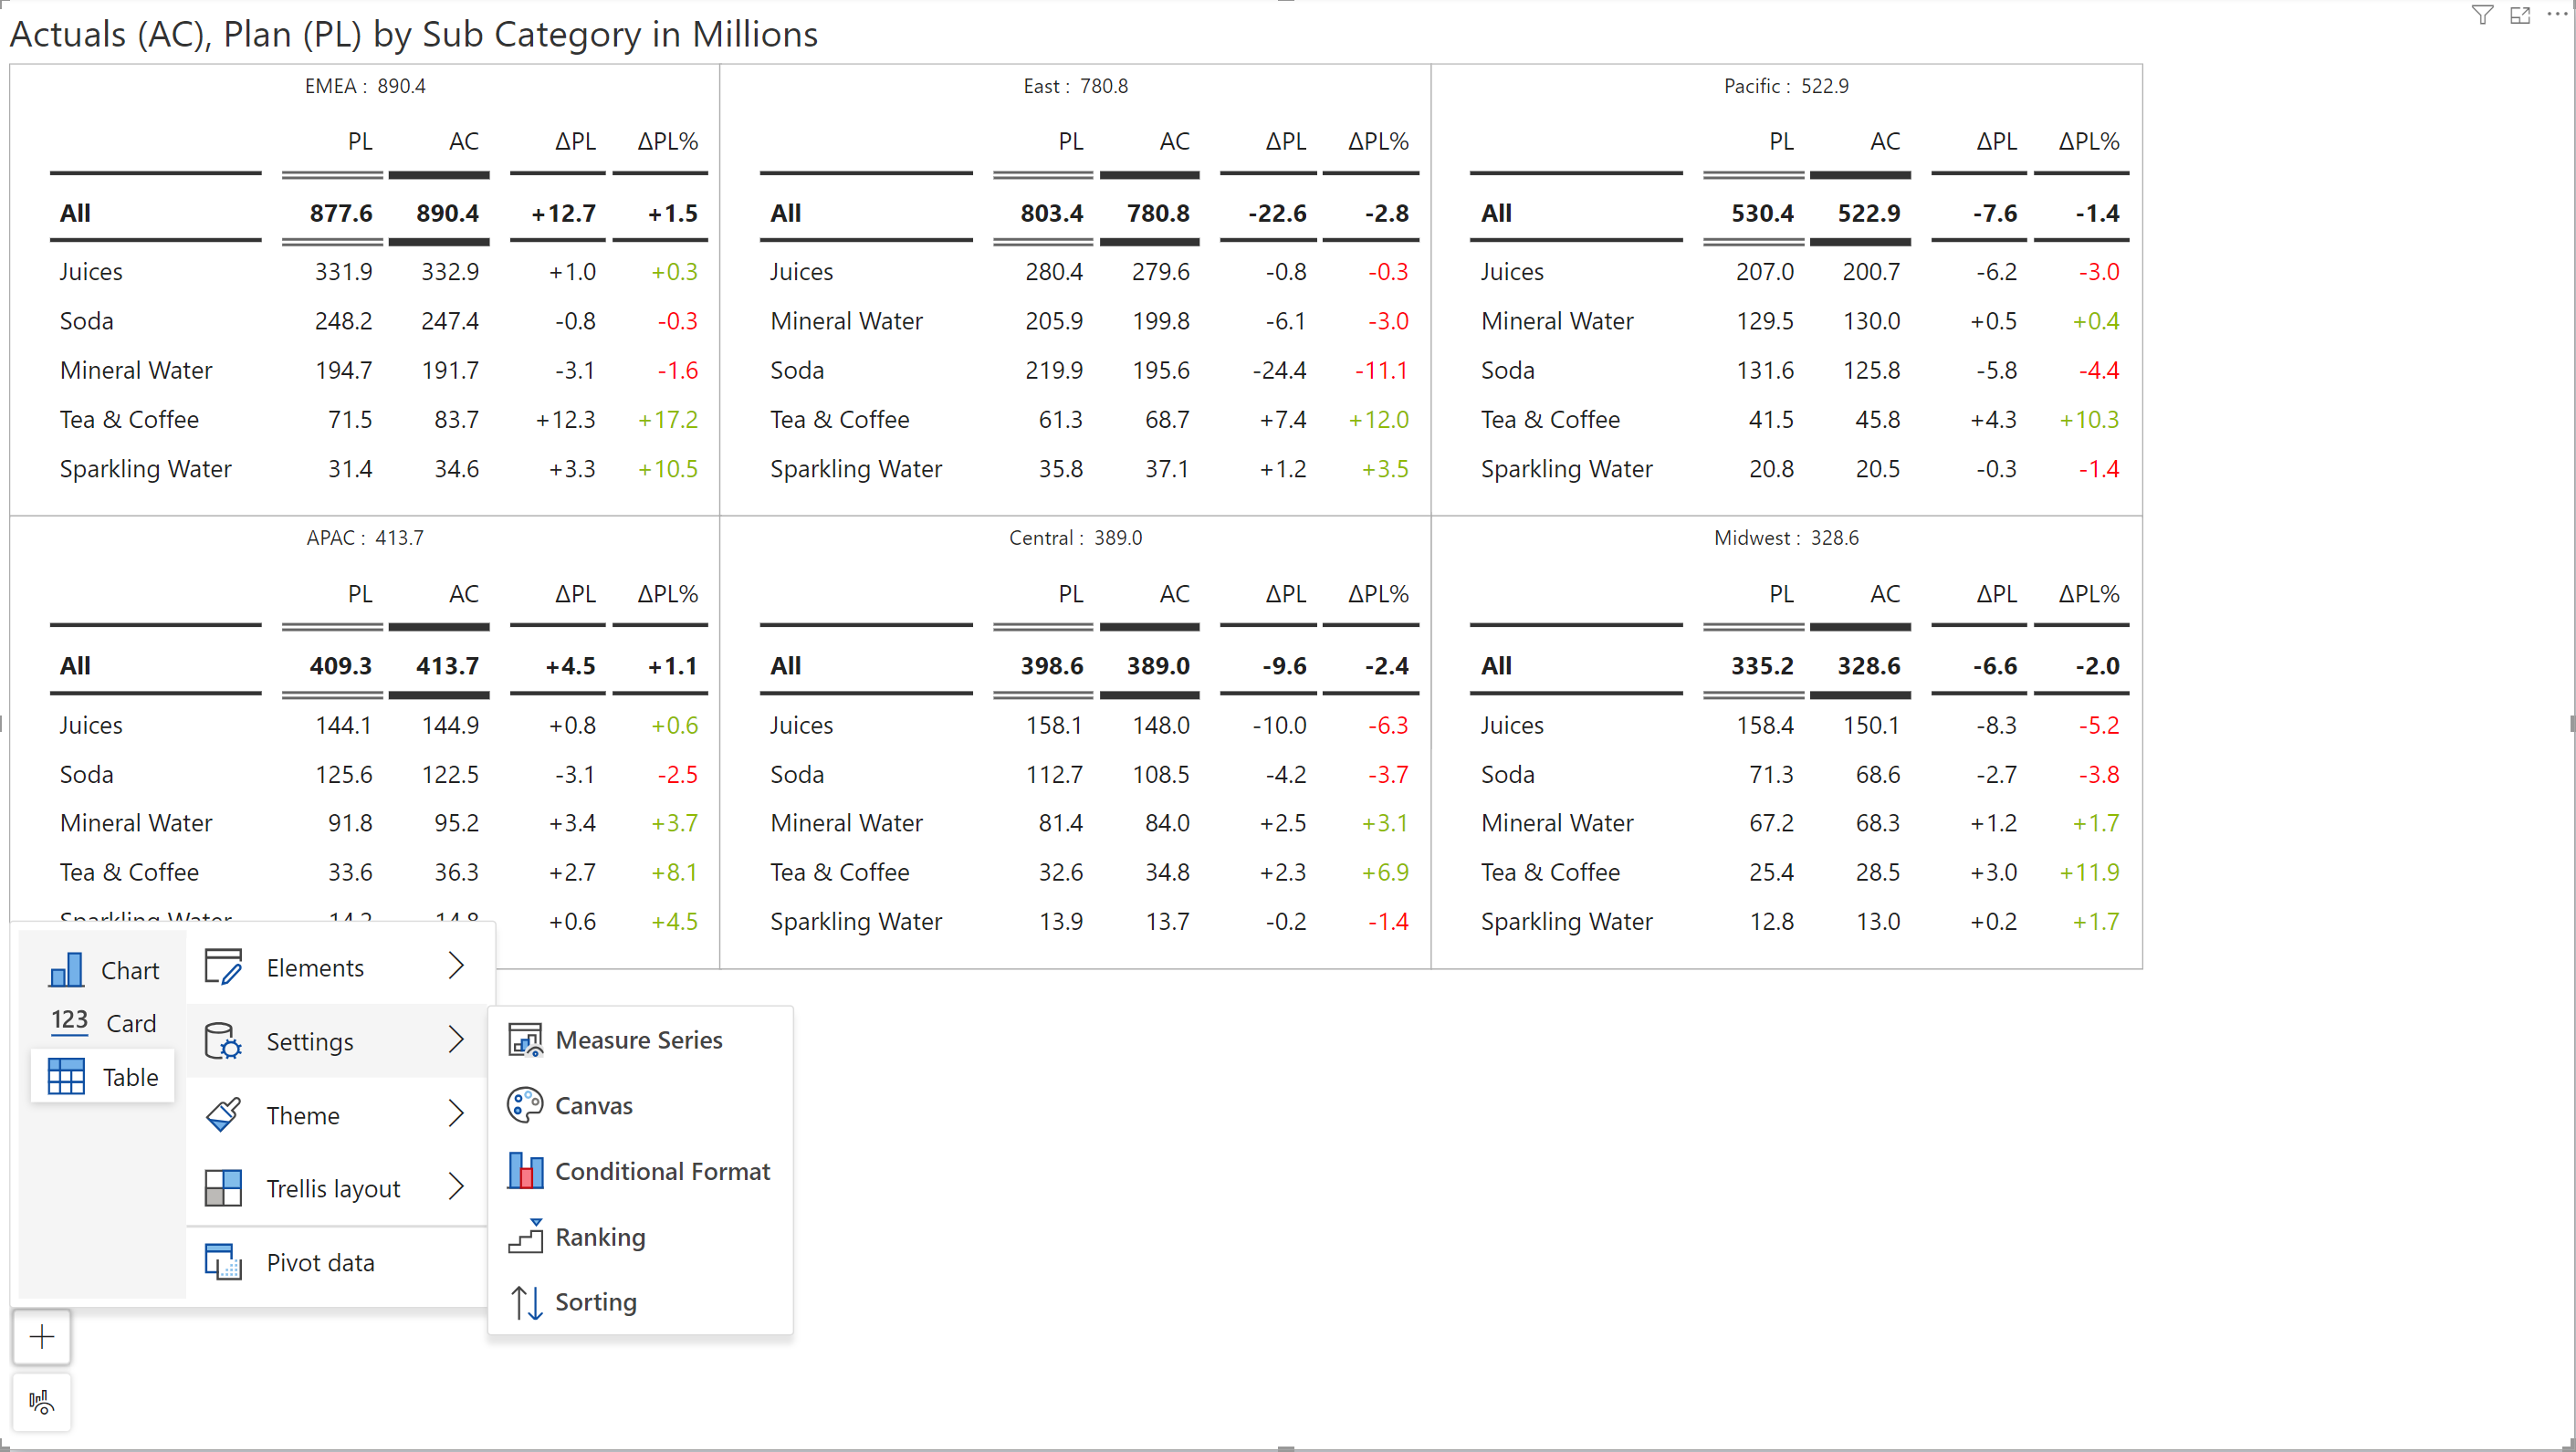 Actuals (AC), Plan (PL) by Sub Category in Millions
EMEA : 890.4
PL AC ΔPL ΔPL%
All 877.6 890.4 +12.7 +1.5
Juices 331.9 332.9 +1.0 +0.3
Soda 248.2 247.4 -0.8 -0.3
Mineral Water 194.7 191.7 -3.1 -1.6
Tea & Coffee 71.5 83.7 +12.3 +17.2
Sparkling Water 31.4 34.6 +3.3 +10.5
East : 780.8
PL AC ΔPL ΔPL%
All 803.4 780.8 -22.6 -2.8
Juices 280.4 279.6 -0.8 -0.3
Mineral Water 205.9 199.8 -6.1 -3.0
Soda 219.9 195.6 -24.4 -11.1
Tea & Coffee 61.3 68.7 +7.4 +12.0
Sparkling Water 35.8 37.1 +1.2 +3.5
Pacific : 522.9
PL AC ΔPL ΔPL%
All 530.4 522.9 -7.6 -1.4
Juices 207.0 200.7 -6.2 -3.0
Mineral Water 129.5 130.0 +0.5 +0.4
Soda 131.6 125.8 -5.8 -4.4
Tea & Coffee 41.5 45.8 +4.3 +10.3
Sparkling Water 20.8 20.5 -0.3 -1.4
APAC : 413.7
PL AC ΔPL ΔPL%
All 409.3 413.7 +4.5 +1.1
Juices 144.1 144.9 +0.8 +0.6
Soda 125.6 122.5 -3.1 -2.5
Mineral Water 91.8 95.2 +3.4 +3.7
Tea & Coffee 33.6 36.3 +2.7 +8.1
Sparkling Water 14.2 14.8 +0.6 +4.5
Central : 389.0
PL AC ΔPL ΔPL%
All 398.6 389.0 -9.6 -2.4
Juices 158.1 148.0 -10.0 -6.3
Soda 112.7 108.5 -4.2 -3.7
Mineral Water 81.4 84.0 +2.5 +3.1
Tea & Coffee 32.6 34.8 +2.3 +6.9
Sparkling Water 13.9 13.7 -0.2 -1.4
Midwest : 328.6
PL AC ΔPL ΔPL%
All 335.2 328.6 -6.6 -2.0
Juices 158.4 150.1 -8.3 -5.2
Soda 71.3 68.6 -2.7 -3.8
Mineral Water 67.2 68.3 +1.2 +1.7
Tea & Coffee 25.4 28.5 +3.0 +11.9
Sparkling Water 12.8 13.0 +0.2 +1.7
Chart
123 Card
Table
Elements
Settings
Theme
Trellis layout
Pivot data
Measure Series
Canvas
Conditional Format
Ranking
Sorting